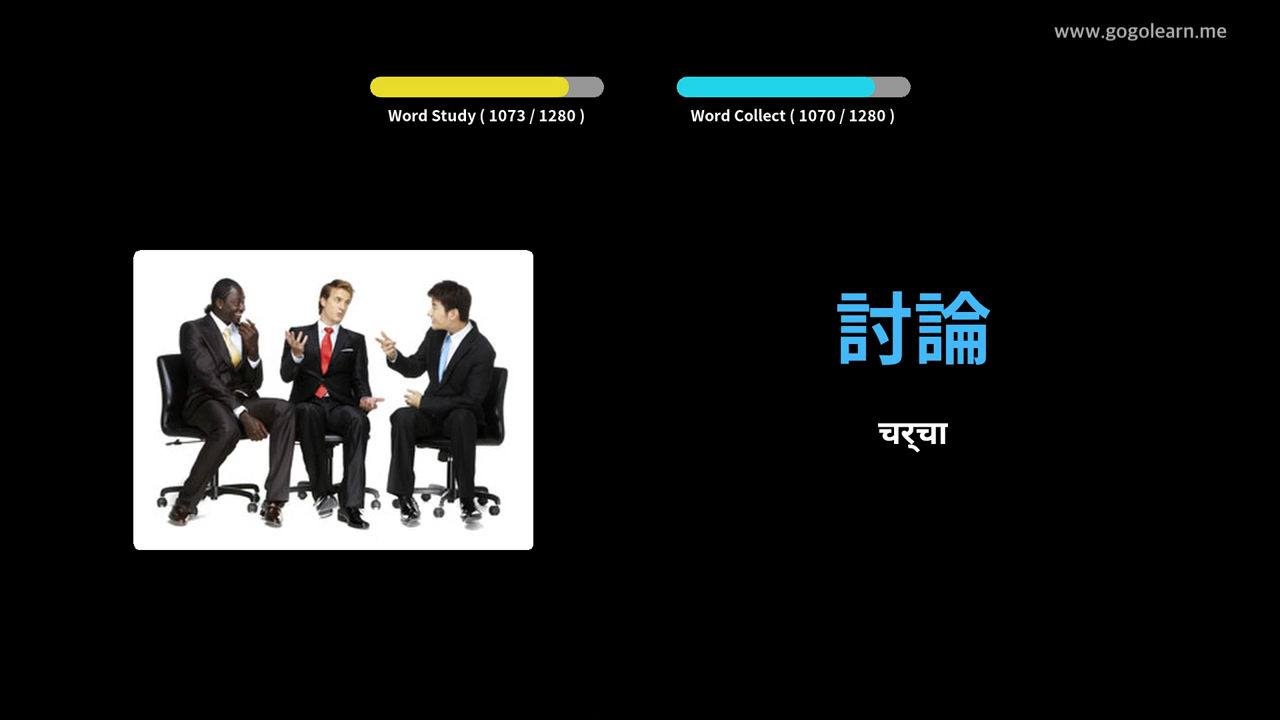 www.gogolearn.me
Word Study ( 1073 / 1280 )
Word Collect ( 1070 / 1280 )
討論
चर्‌चा